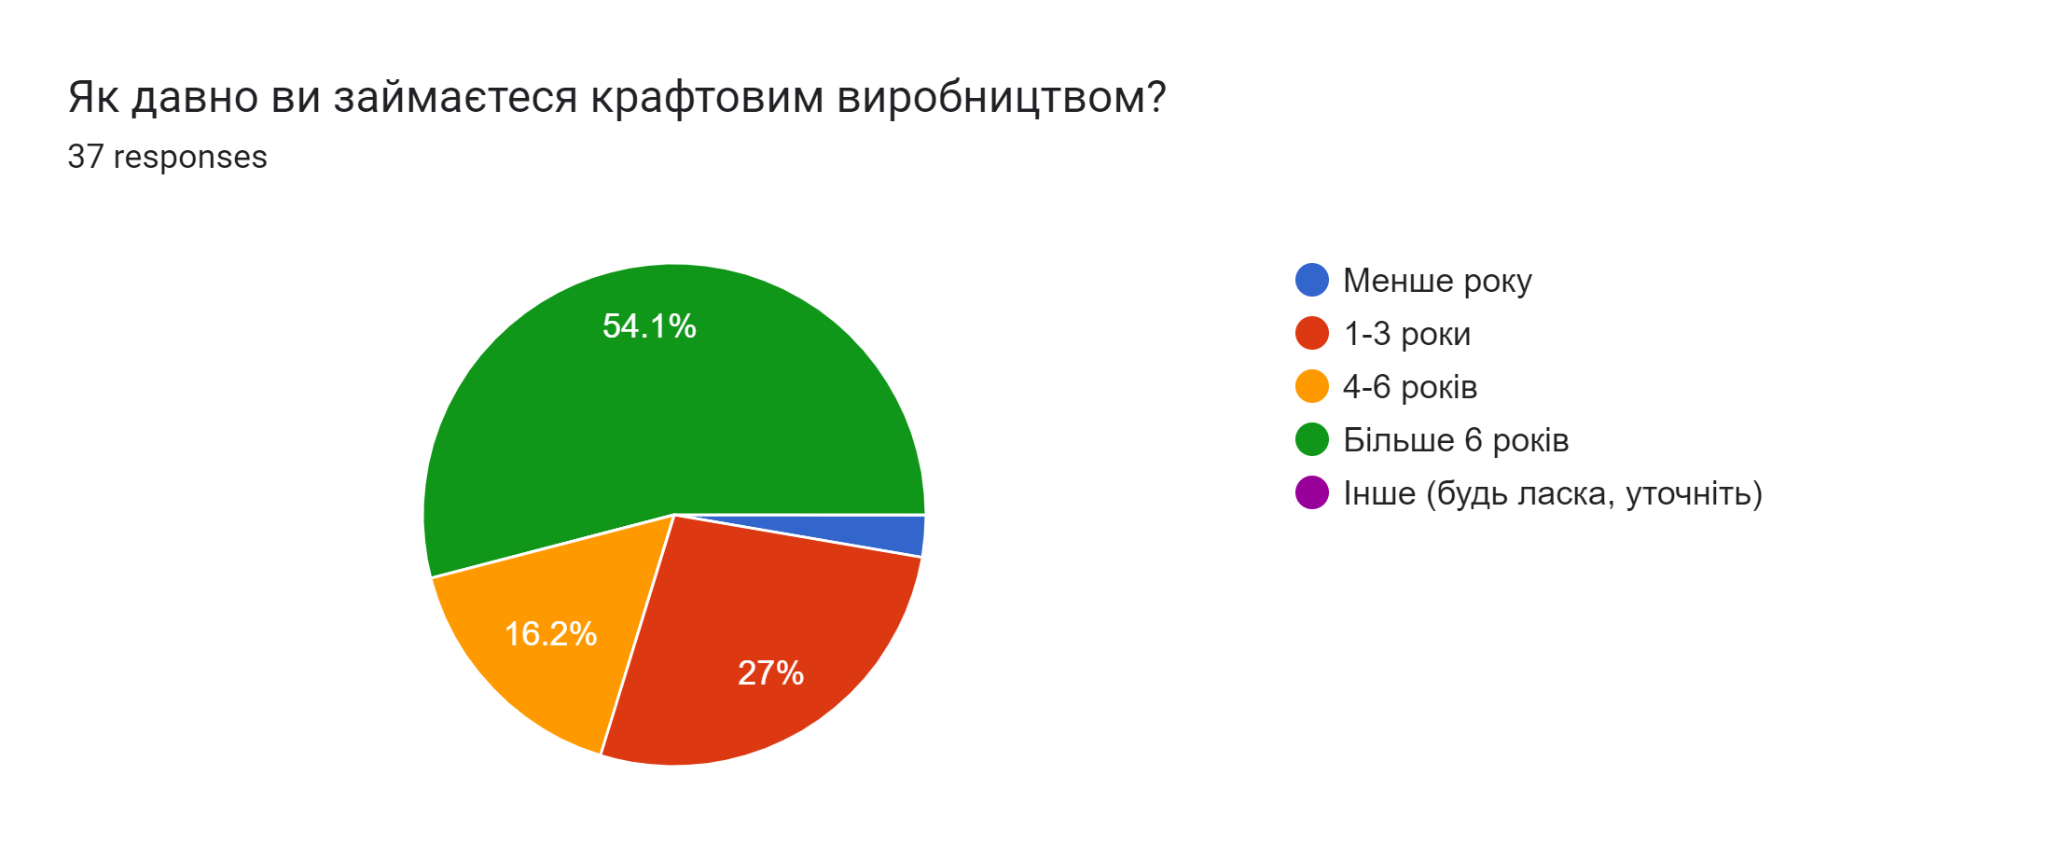 Як давно ви займаєтеся крафтовим виробництвом?
37 responses
54.1%
16.2%
27%
Менше року
1-3 роки
4-6 років
Більше 6 років
Інше (будь ласка, уточніть)